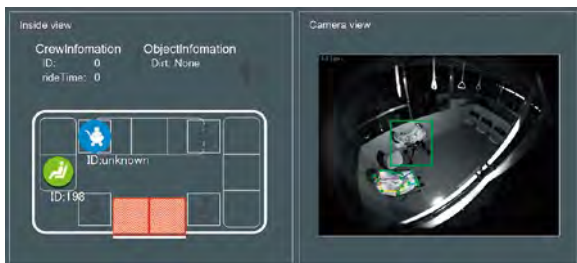 Inside view
CrewInfomation
ID: 0
rideTime: 0
ObjectInfomation
Dirt: None
ID:unknown
ID:198
Camera view